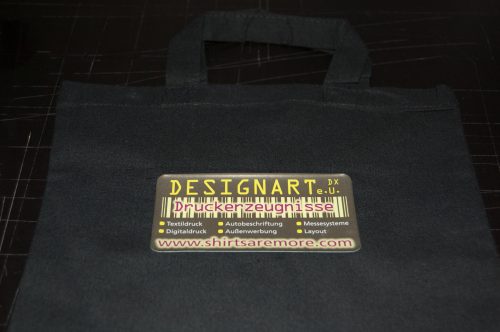 DESIGNART DX e.U.
Druckerzeugnisse
Textildruck Autobeschriftung Messesysteme
Digitaldruck Außenwerbung Layout
www.shirtsaremore.com